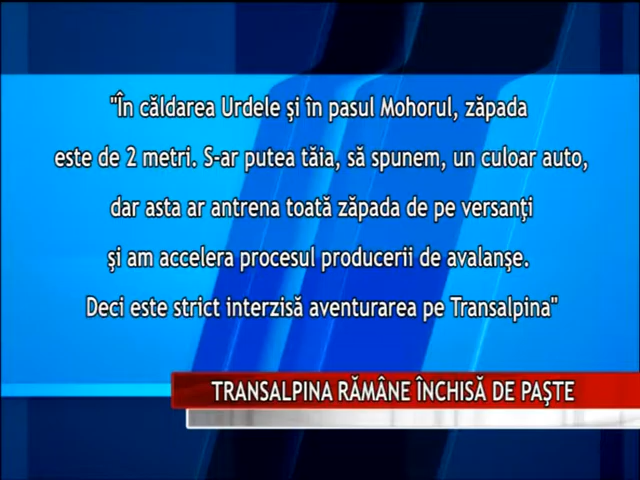 "În căldarea Urdele şi în pasul Mohorul, zăpada
este de 2 metri. S-ar putea tăia, să spunem, un culoar auto,
dar asta ar antrena toată zăpada de pe versanţi
şi am accelera procesul producerii de avalanşe.
Deci este strict interzisă aventurarea pe Transalpina"
TRANSALPINA RĂMÂNE ÎNCHISĂ DE PAŞTE